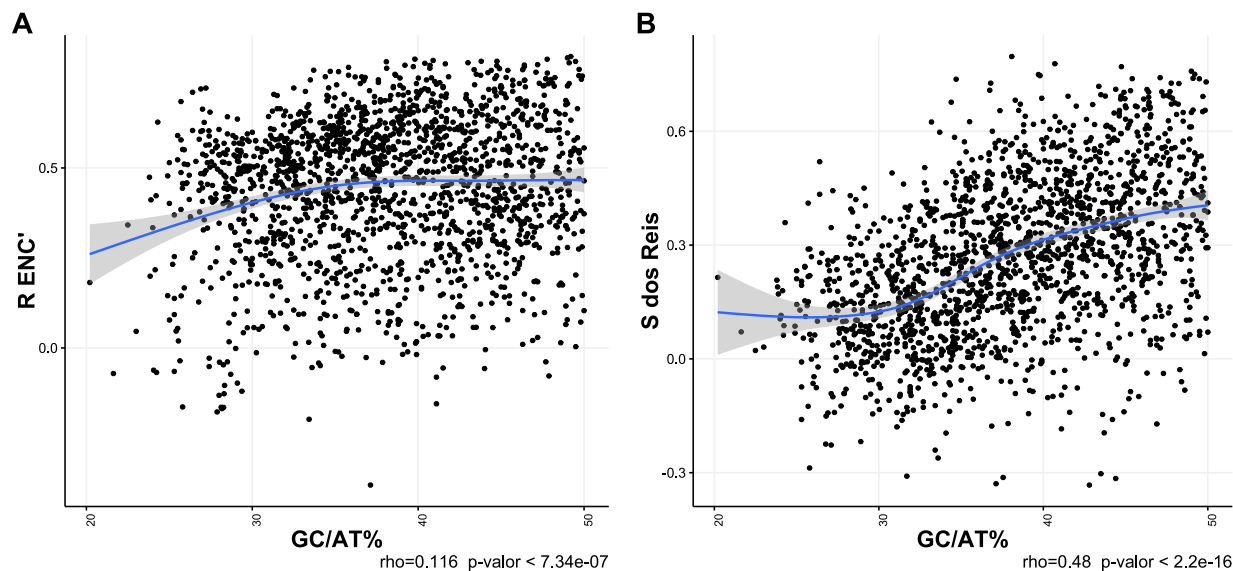 A
R ENC'
0.5
0.0
20
30
40
50
GC/AT%
rho=0.116 p-valor < 7.34e-07
B
S dos Reis
0.6
0.3
0.0
-0.3
20
30
40
50
GC/AT%
rho=0.48 p-valor < 2.2e-16